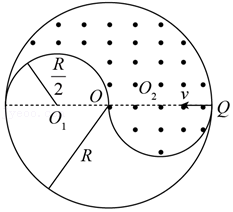 R/2
O O₂ v Q
O₁
R